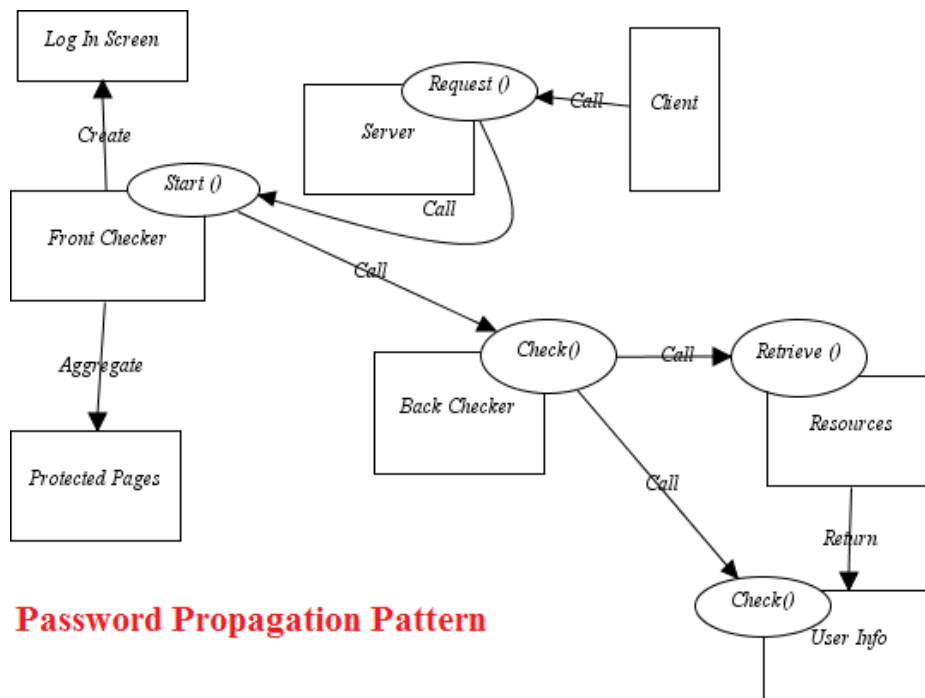 Log In Screen
Request ()
Call
Client
Server
Create
Start ()
Call
Front Checker
Call
Check()
Call
Retrieve ()
Aggregate
Back Checker
Resources
Protected Pages
Call
Return
Check()
Password Propagation Pattern
User Info